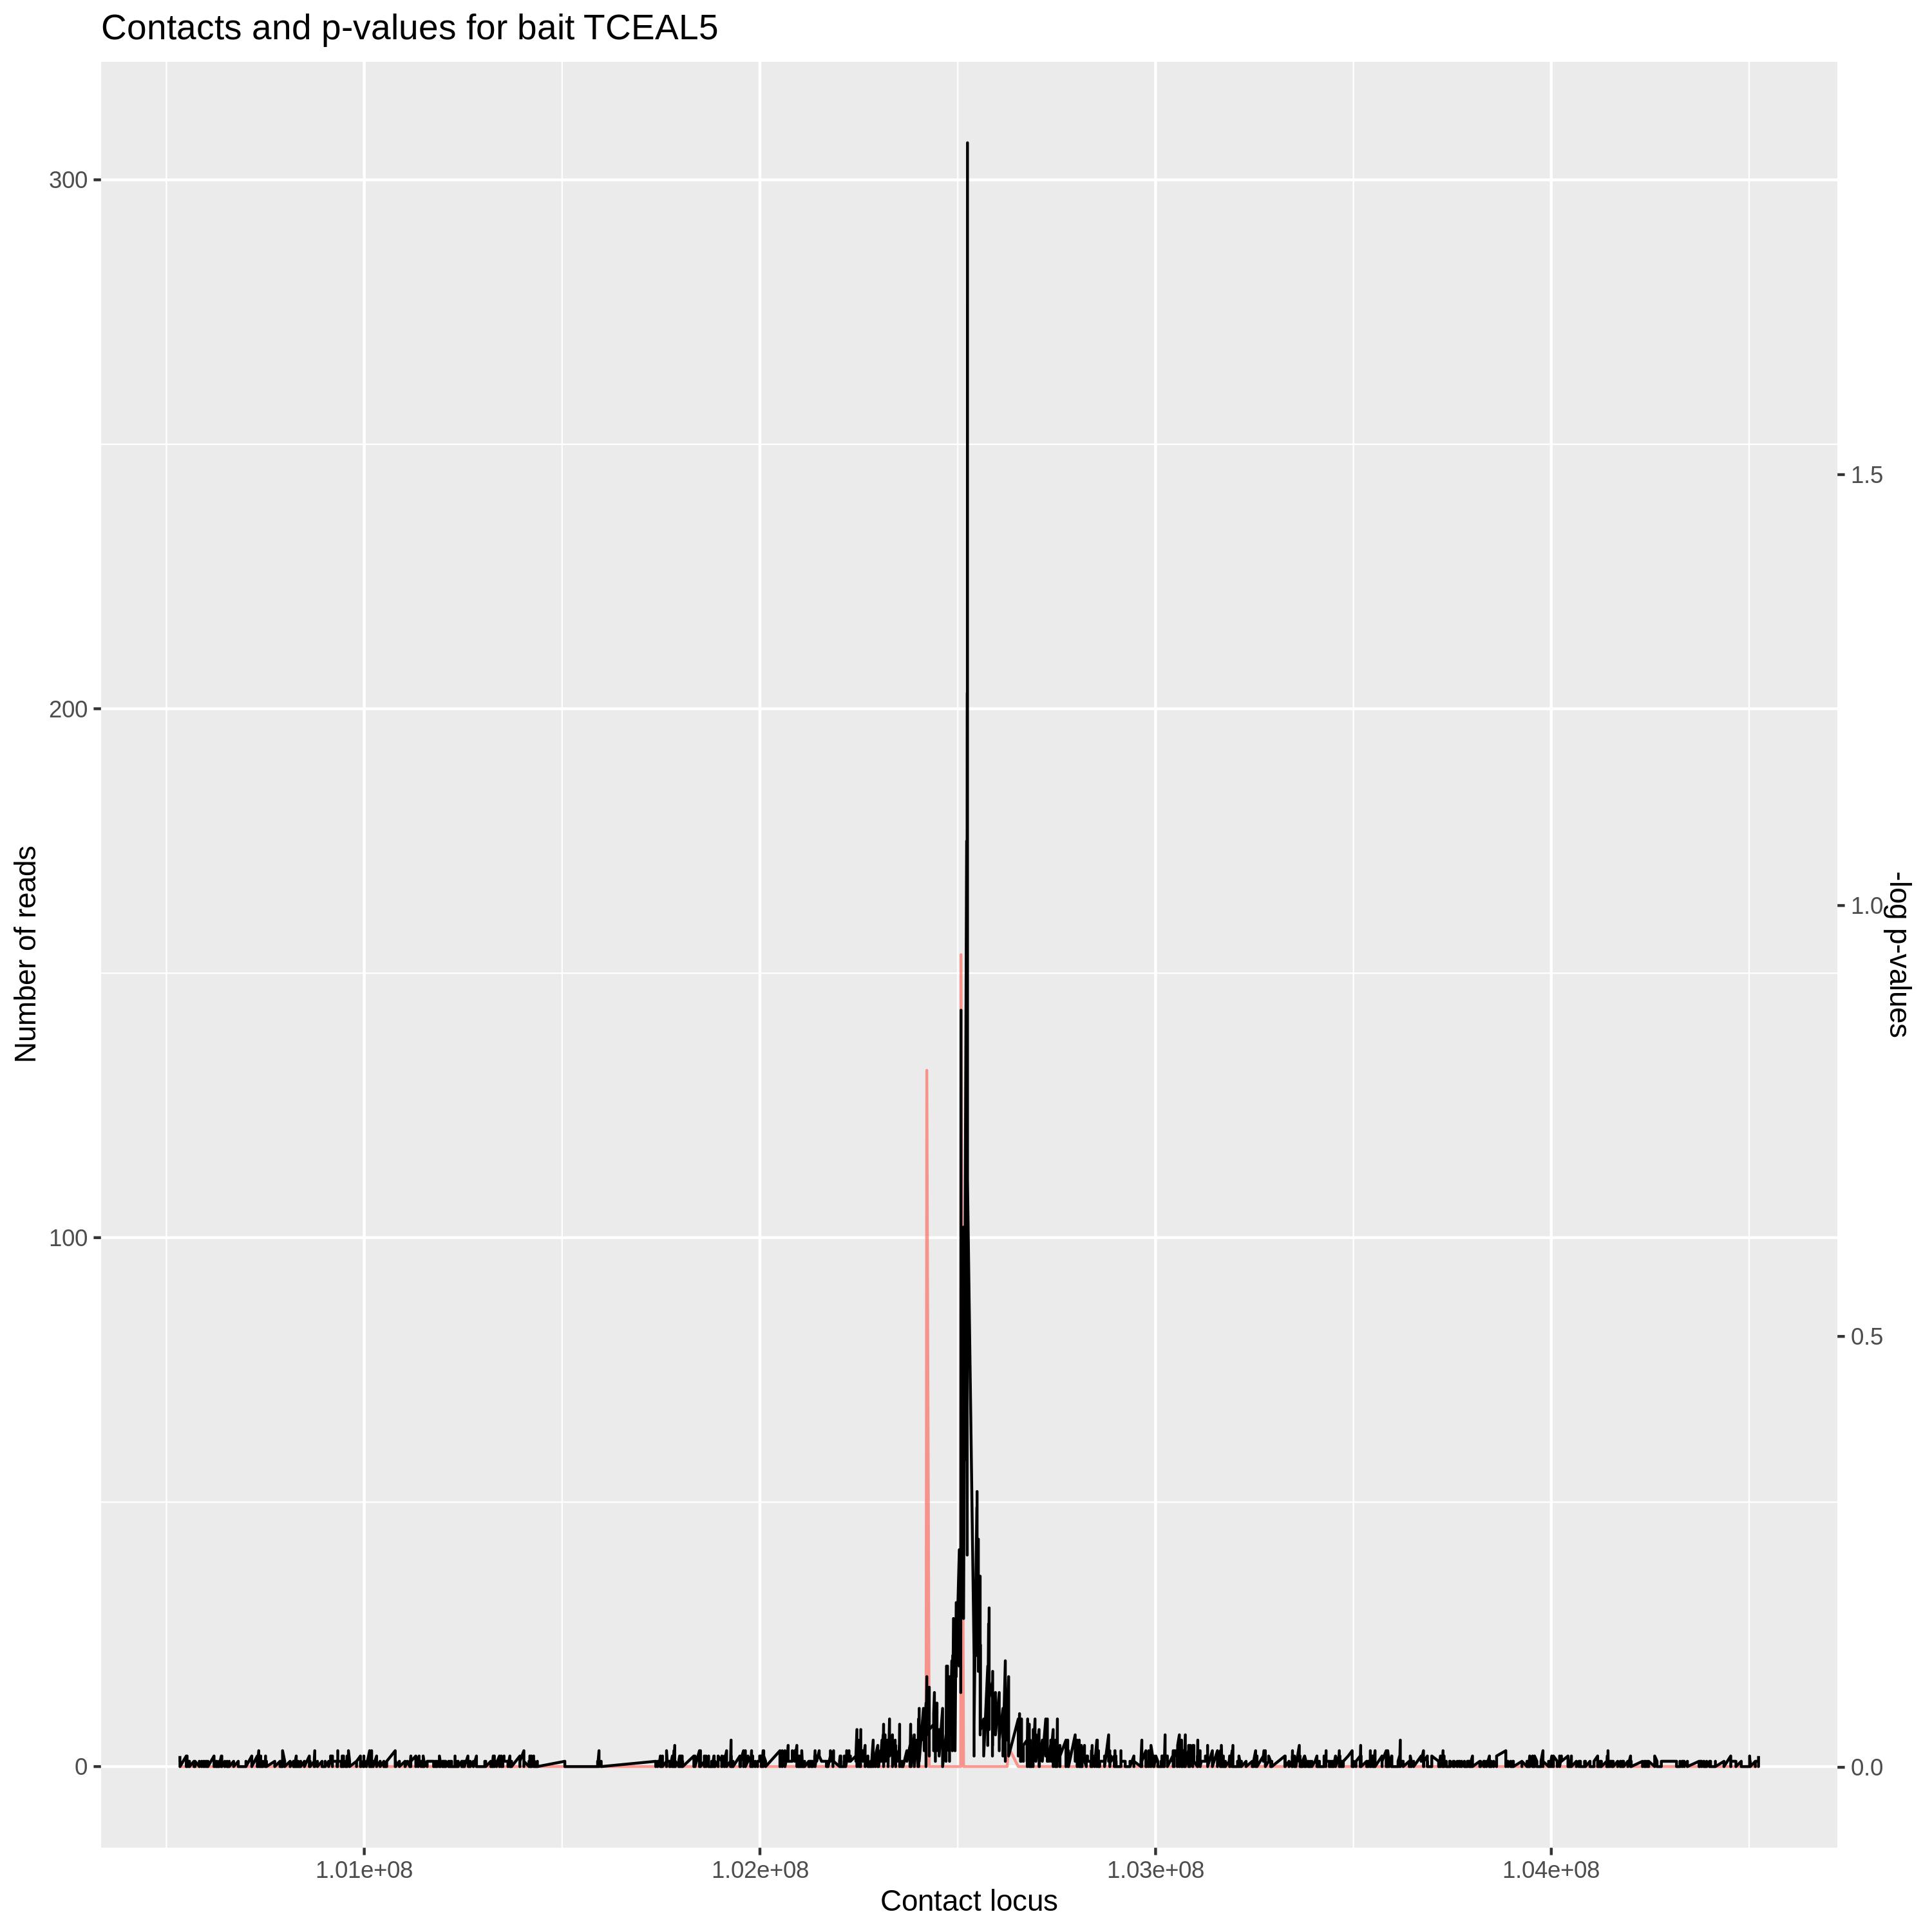 Contacts and p-values for bait TCEAL5
300
200
100
0
Number of reads
1.5
1.0
0.5
0.0
-log p-values
1.01e+08
1.02e+08
1.03e+08
1.04e+08
Contact locus